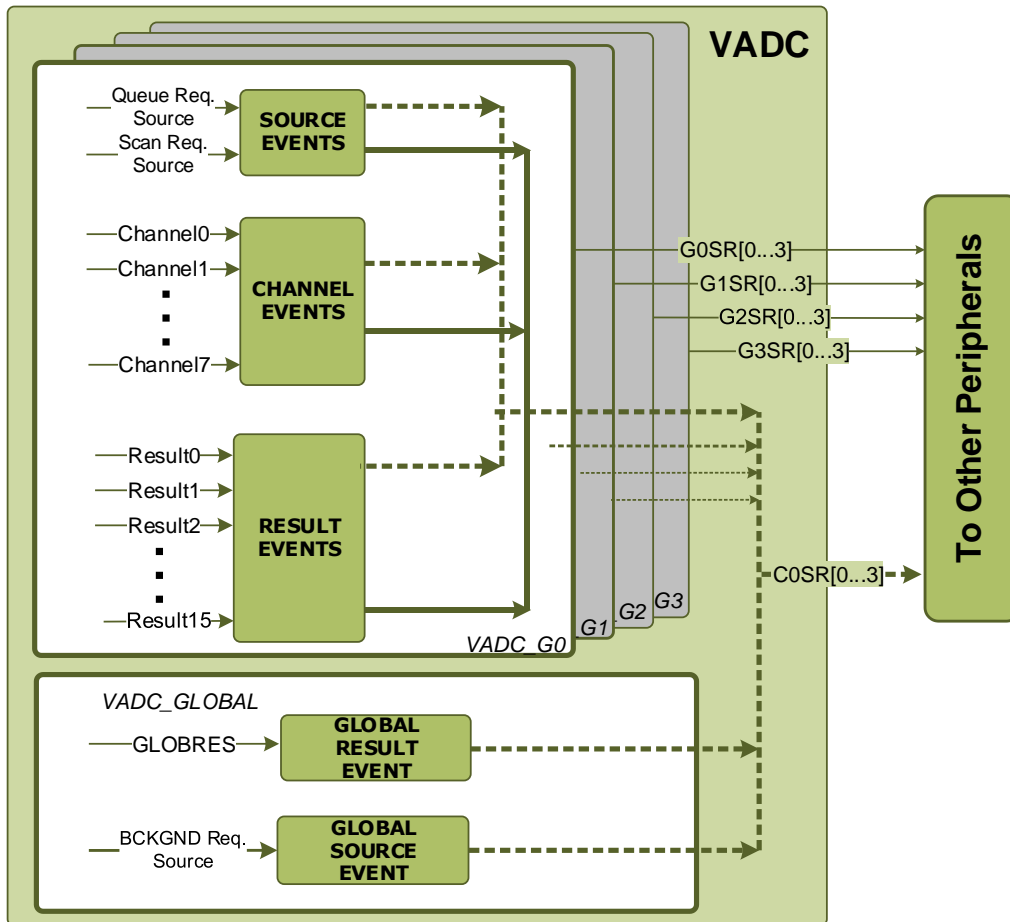 VADC
Queue Req.
Source
Scan Req.
Source
SOURCE
EVENTS
Channel0
Channel1
Channel7
CHANNEL
EVENTS
Result0
Result1
Result2
Result15
RESULT
EVENTS
VADC_G0
G1
G2
G3
G0SR[0...3]
G1SR[0...3]
G2SR[0...3]
G3SR[0...3]
C0SR[0...3]
To Other Peripherals
VADC_GLOBAL
GLOBRES
GLOBAL
RESULT
EVENT
BCKGND Req.
Source
GLOBAL
SOURCE
EVENT